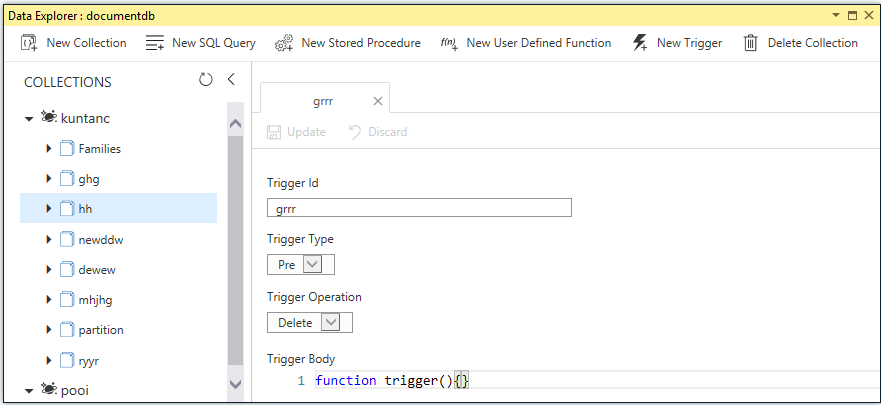 Data Explorer : documentdb
New Collection New SQL Query New Stored Procedure f(n) New User Defined Function New Trigger Delete Collection
COLLECTIONS
kuntanc
Families
ghg
hh
newddw
dewew
mhjhg
partition
ryyr
pooi
grrr
Update Discard
Trigger Id
grrr
Trigger Type
Pre
Trigger Operation
Delete
Trigger Body
1 function trigger(){}